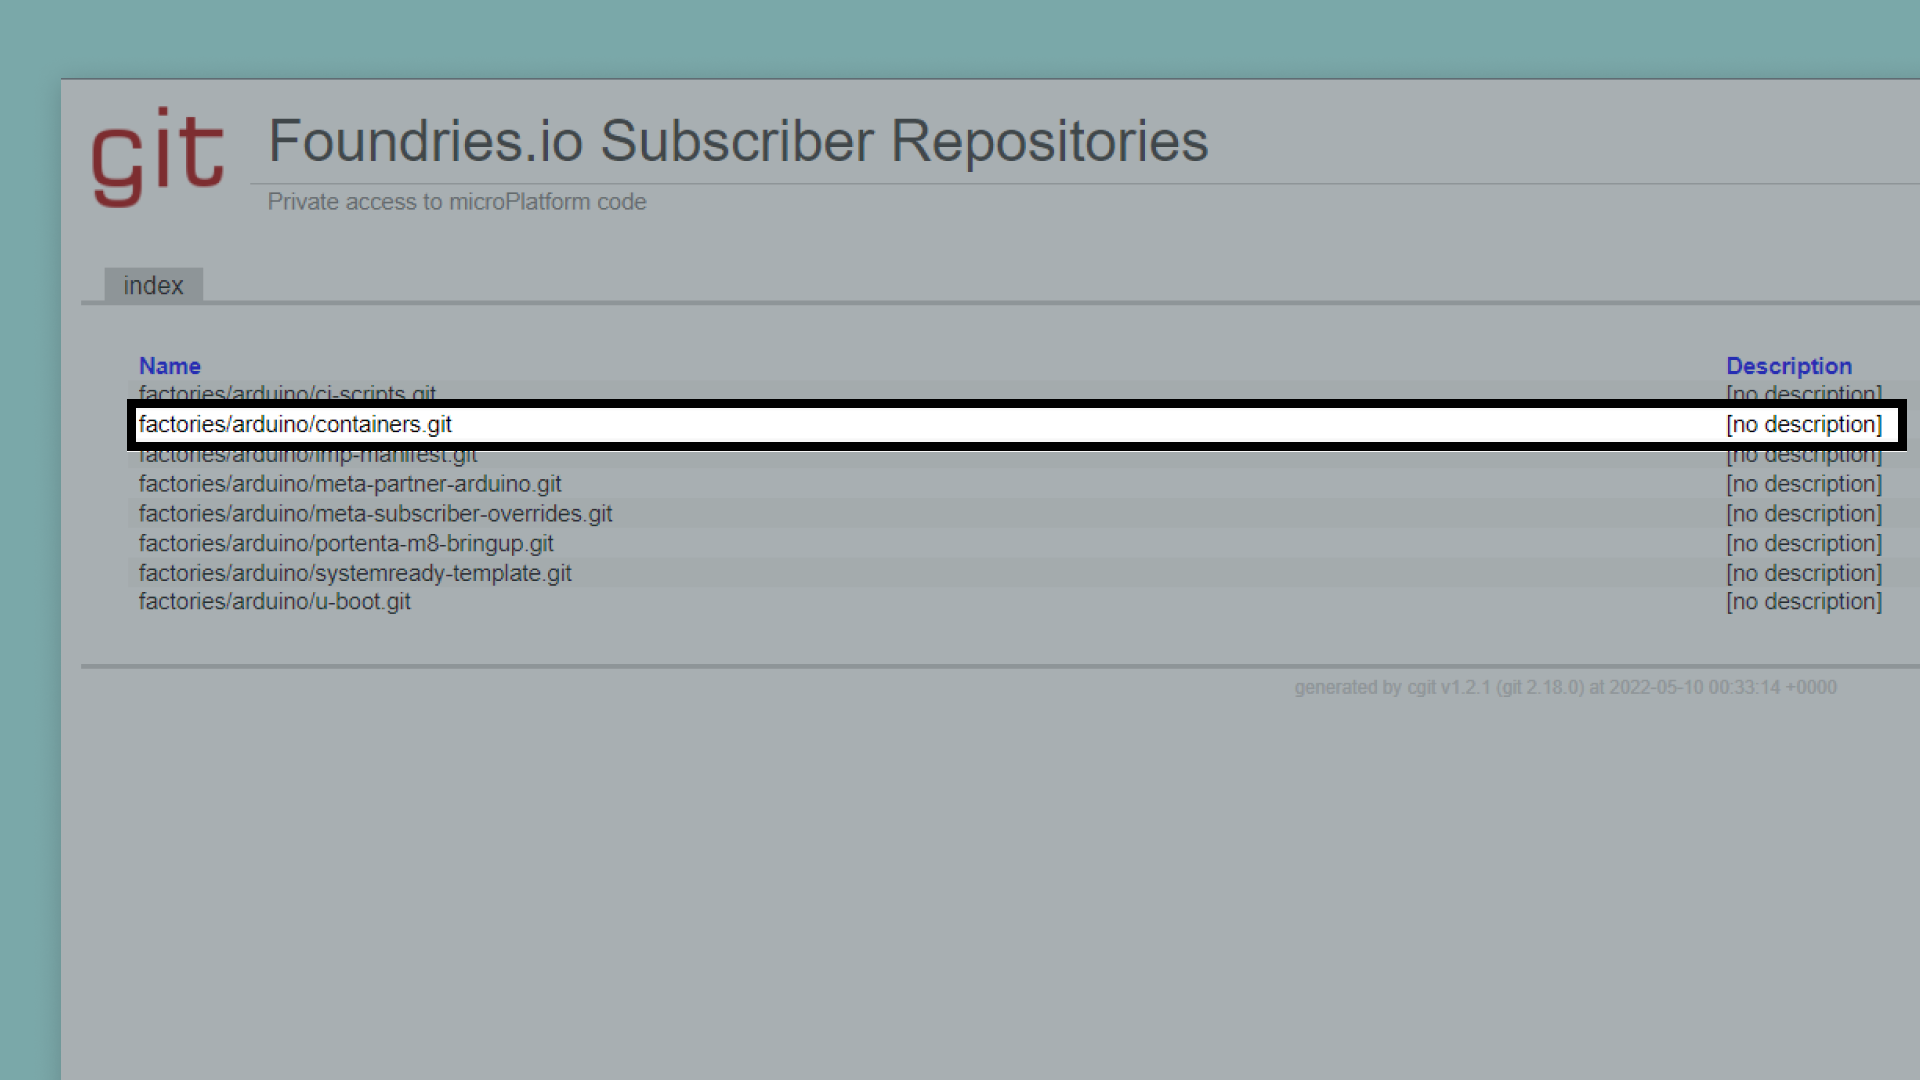 git
Foundries.io Subscriber Repositories
Private access to microPlatform code
index
Name Description
factories/arduino/ci-scripts.git [no description]
factories/arduino/containers.git [no description]
factories/arduino/lmp-manifest.git [no description]
factories/arduino/meta-partner-arduino.git [no description]
factories/arduino/meta-subscriber-overrides.git [no description]
factories/arduino/portenta-m8-bringup.git [no description]
factories/arduino/systemready-template.git [no description]
factories/arduino/u-boot.git [no description]
generated by cgit v1.2.1 (git 2.18.0) at 2022-05-10 00:33:14 +0000